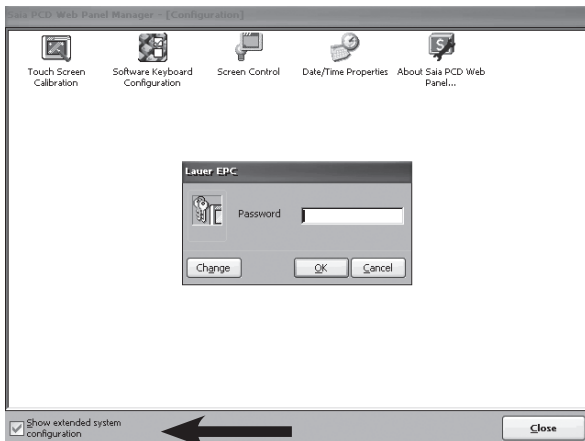 Saia PCD Web Panel Manager - [Configuration]
Touch Screen
Calibration
Software Keyboard
Configuration
Screen Control
Date/Time Properties
About Saia PCD Web
Panel...
Lauer EPC
Password
Change
OK
Cancel
Show extended system
configuration
Close